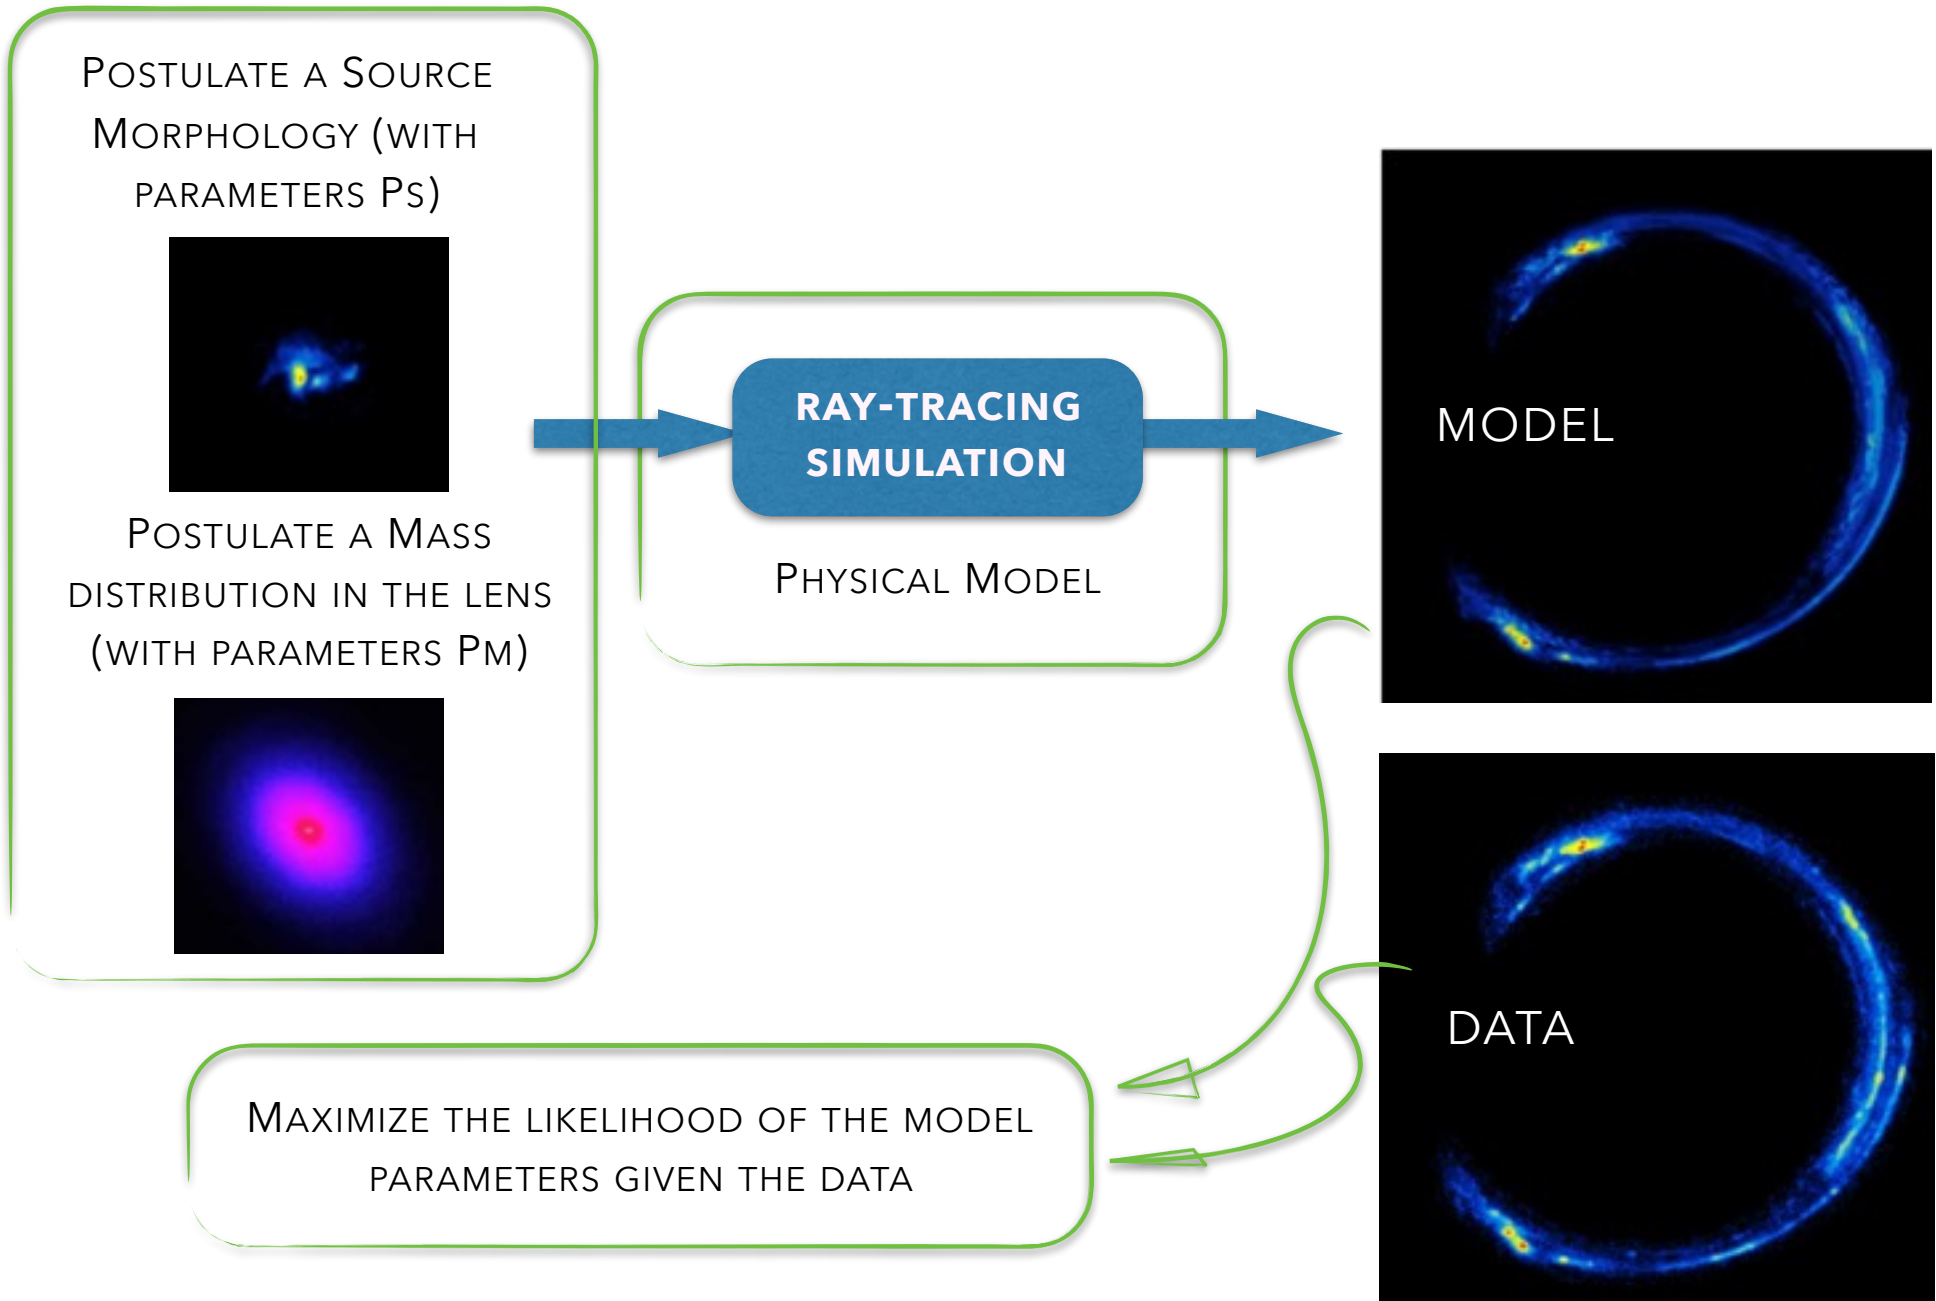 Postulate a Source
Morphology (with
parameters Ps)
Postulate a Mass
distribution in the lens
(with parameters Pm)
RAY-TRACING
SIMULATION
Physical Model
MODEL
DATA
Maximize the likelihood of the model
parameters given the data